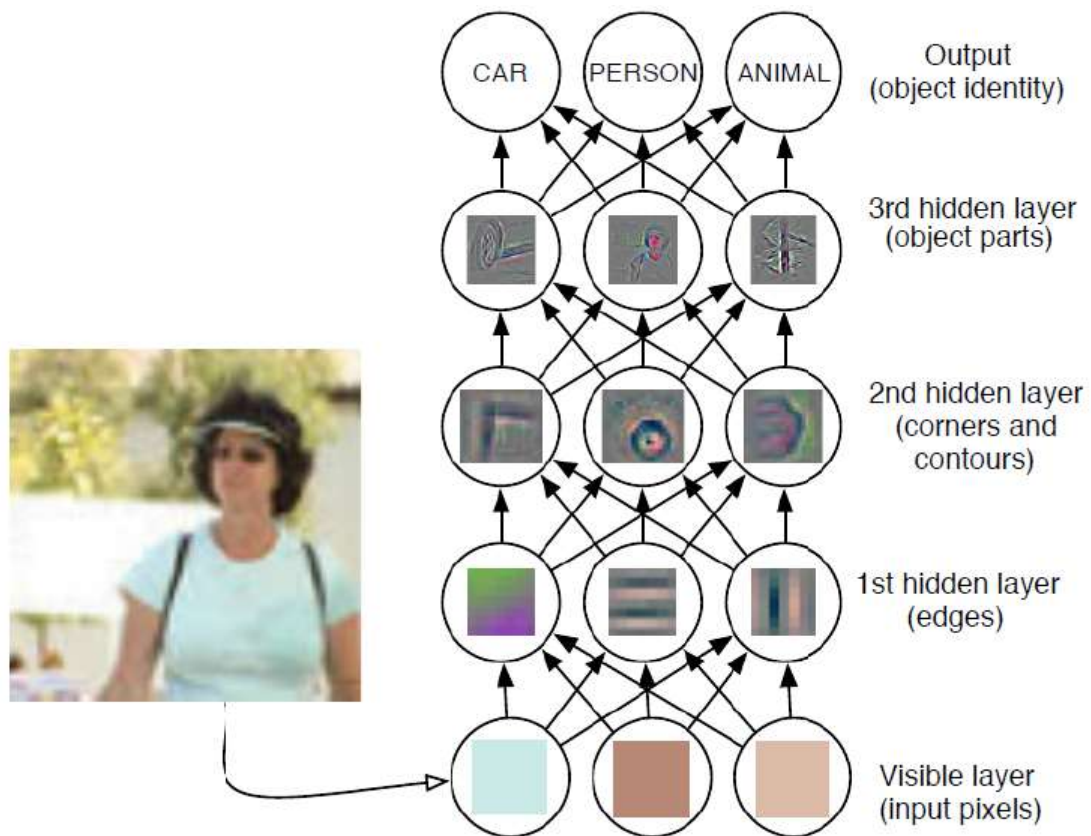 CAR PERSON ANIMAL
Output
(object identity)
3rd hidden layer
(object parts)
2nd hidden layer
(corners and
contours)
1st hidden layer
(edges)
Visible layer
(input pixels)